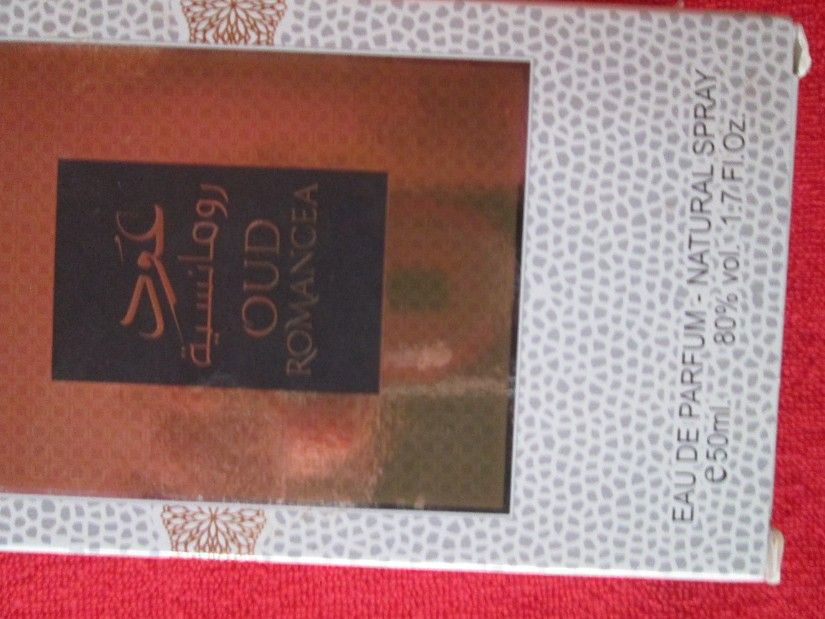 عود
رومانسية
OUD
ROMANCEA
EAU DE PARFUM - NATURAL SPRAY
℮50ml 80% vol. 1.7 Fl.Oz.